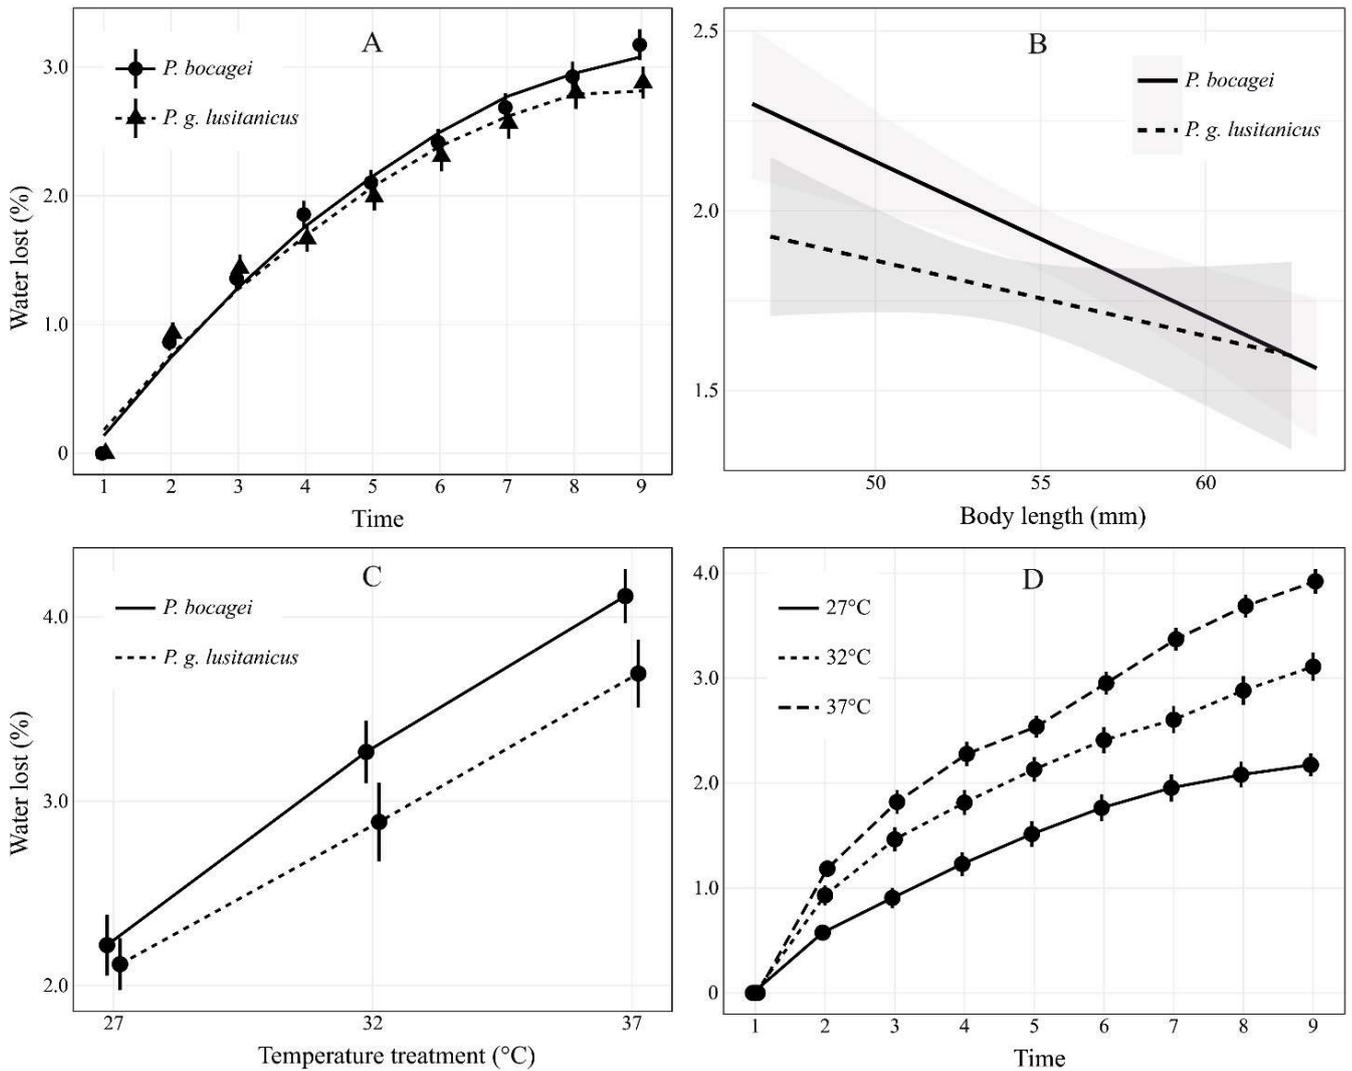 A
P. bocagei
P. g. lusitanicus
Water lost (%)
3.0
2.0
1.0
0
1 2 3 4 5 6 7 8 9
Time
B
P. bocagei
P. g. lusitanicus
2.5
2.0
1.5
50 55 60
Body length (mm)
C
P. bocagei
P. g. lusitanicus
Water lost (%)
4.0
3.0
2.0
27 32 37
Temperature treatment (°C)
D
27°C
32°C
37°C
4.0
3.0
2.0
1.0
0
1 2 3 4 5 6 7 8 9
Time